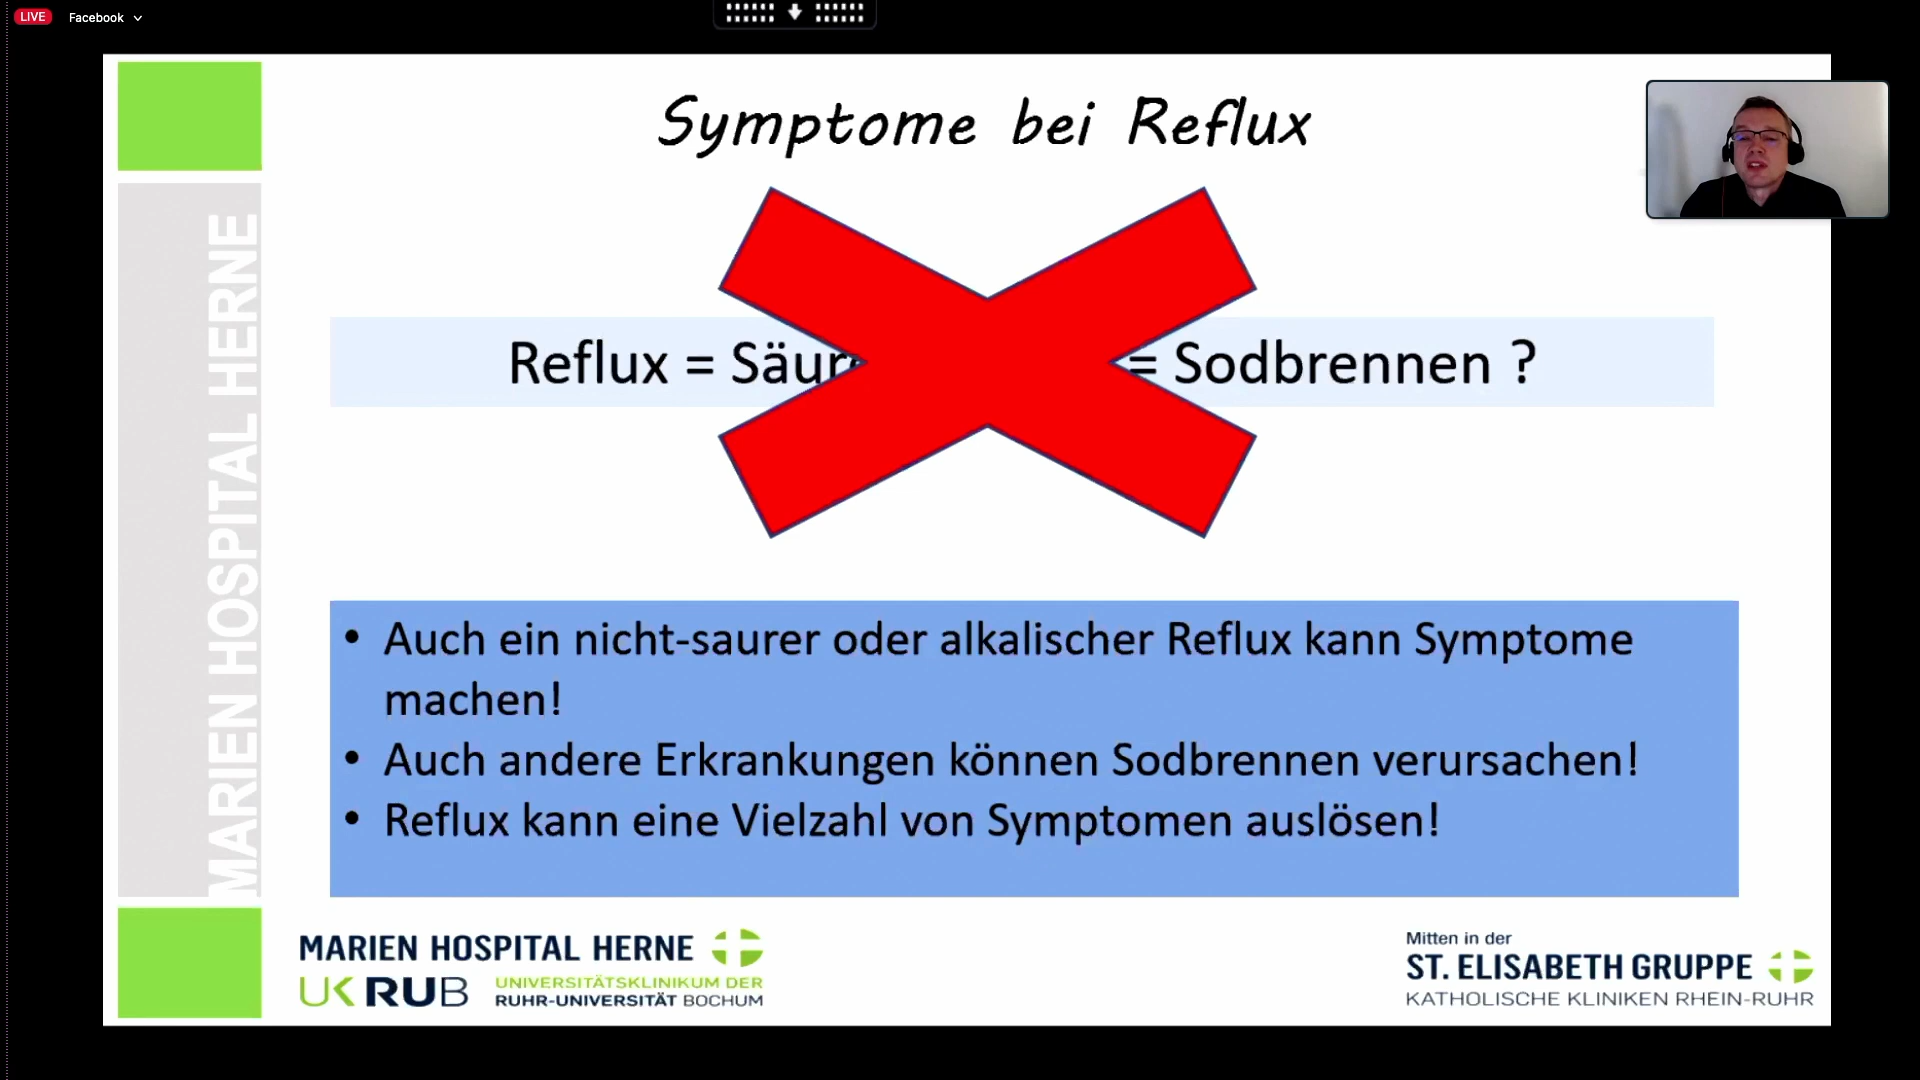 LIVE
Facebook
Symptome bei Reflux
MARIEN HOSPITAL HERNE
Reflux = = Sodbrennen ?
• Auch ein nicht-saurer oder alkalischer Reflux kann Symptome
machen!
• Auch andere Erkrankungen können Sodbrennen verursachen!
• Reflux kann eine Vielzahl von Symptomen auslösen!
MARIEN HOSPITAL HERNE
UK RUB
UNIVERSITÄTSKLINIKUM DER
RUHR-UNIVERSITÄT BOCHUM
Mitten in der
ST. ELISABETH GRUPPE
KATHOLISCHE KLINIKEN RHEIN-RUHR